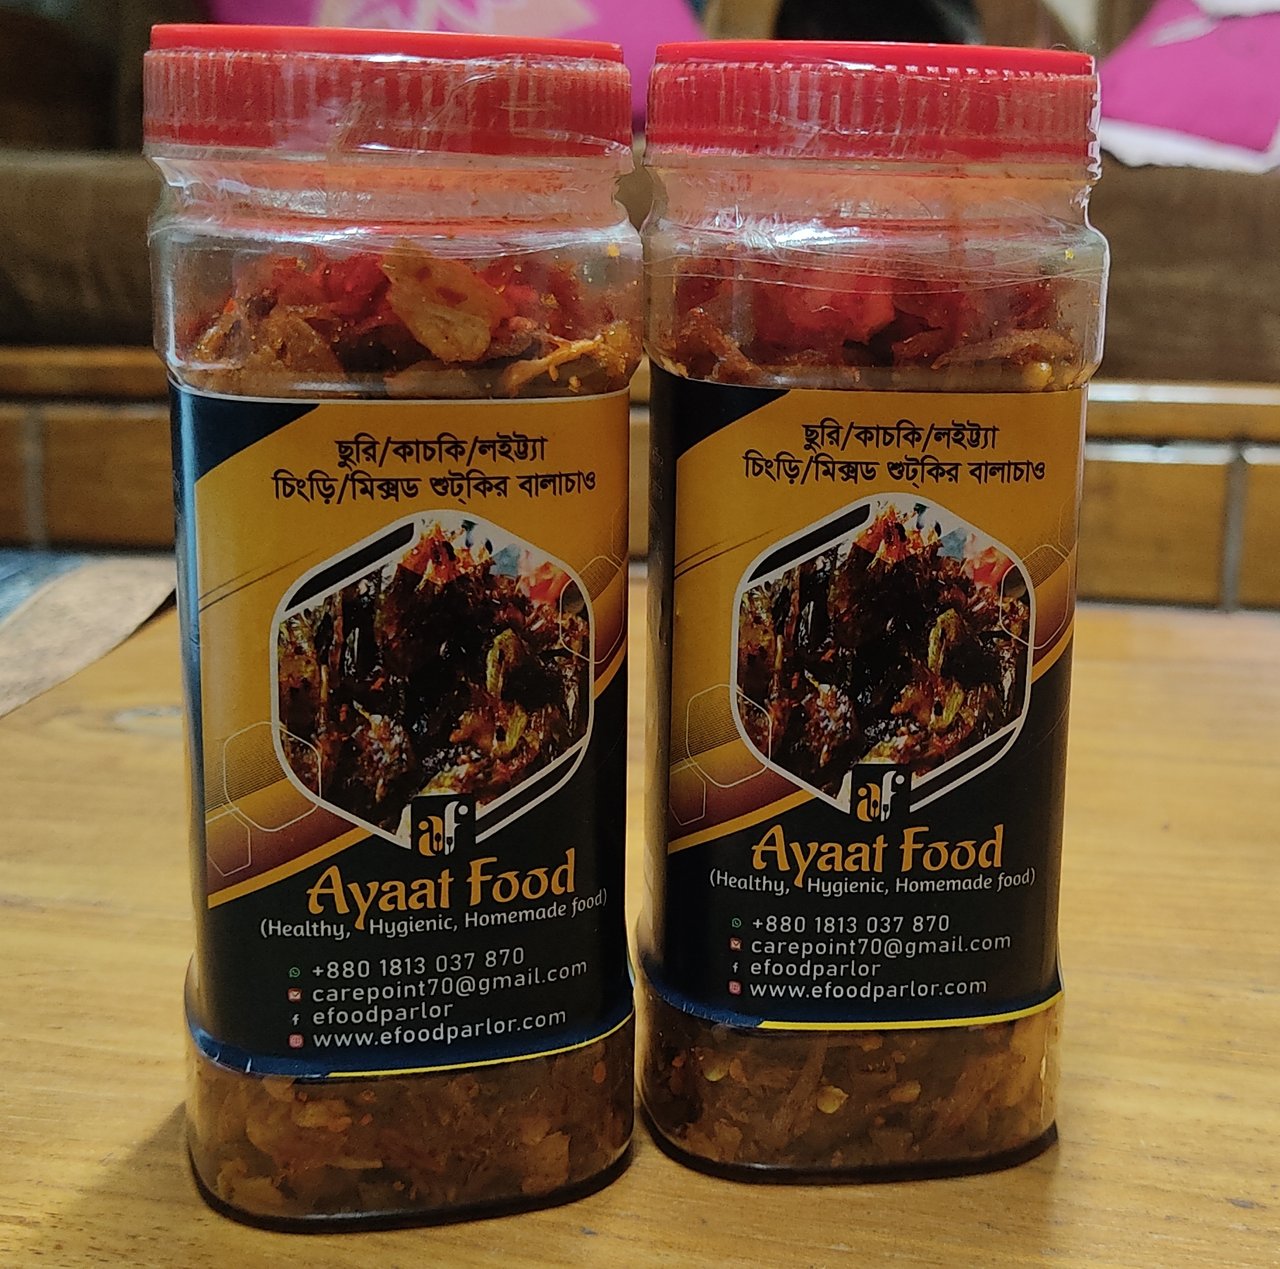 ছুরি/কাচকি/লইট্ট্যা
চিংড়ি/মিক্সড শুট্কির বালাচাও
af
Ayaat Food
(Healthy, Hygienic, Homemade food)
+880 1813 037 870
carepoint70@gmail.com
efoodparlor
www.efoodparlor.com
ছুরি/কাচকি/লইট্ট্যা
চিংড়ি/মিক্সড শুট্কির বালাচাও
af
Ayaat Food
(Healthy, Hygienic, Homemade food)
+880 1813 037 870
carepoint70@gmail.com
efoodparlor
www.efoodparlor.com